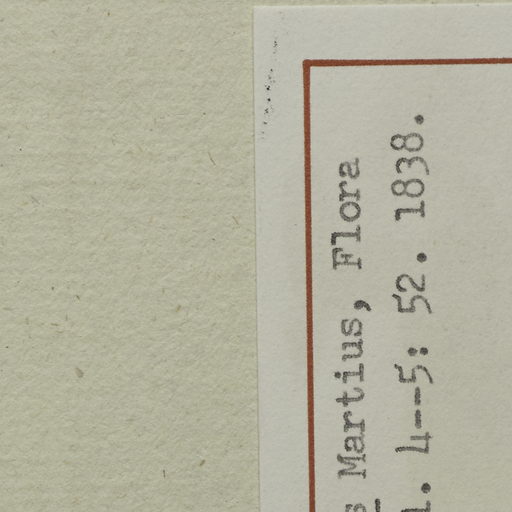 Martius, Flora
4--5: 52. 1838.